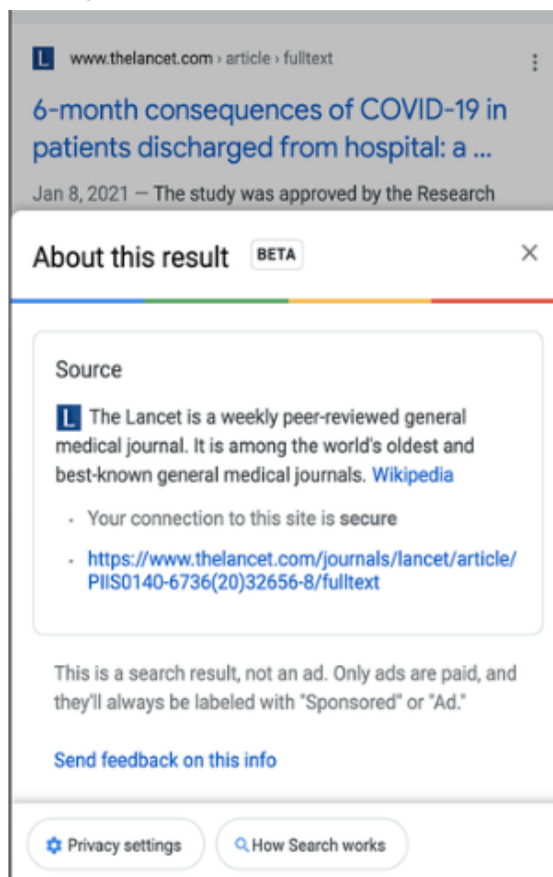 L www.thelancet.com › article › fulltext
6-month consequences of COVID-19 in
patients discharged from hospital: a ...
Jan 8, 2021 — The study was approved by the Research
About this result BETA
Source
L The Lancet is a weekly peer-reviewed general
medical journal. It is among the world's oldest and
best-known general medical journals. Wikipedia
· Your connection to this site is secure
· https://www.thelancet.com/journals/lancet/article/
PIIS0140-6736(20)32656-8/fulltext
This is a search result, not an ad. Only ads are paid, and
they'll always be labeled with "Sponsored" or "Ad."
Send feedback on this info
Privacy settings
How Search works